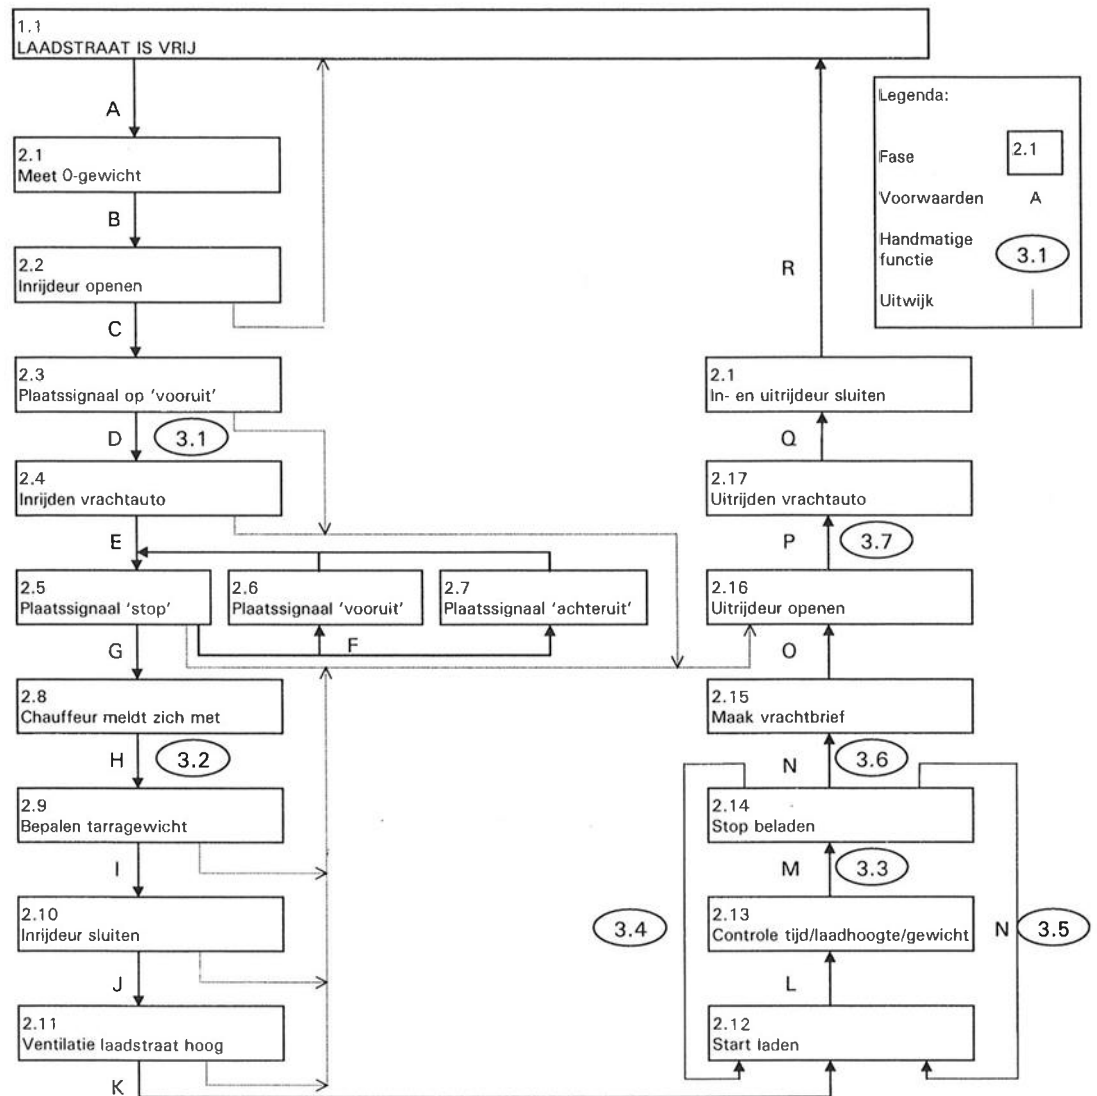 1.1
LAADSTRAAT IS VRIJ
A
2.1
Meet 0-gewicht
B
2.2
Inrijdeur openen
C
2.3
Plaatssignaal op 'vooruit'
D
3.1
2.4
Inrijden vrachtauto
E
2.5
Plaatssignaal 'stop'
2.6
Plaatssignaal 'vooruit'
2.7
Plaatssignaal 'achteruit'
F
G
2.8
Chauffeur meldt zich met
H
3.2
2.9
Bepalen tarragewicht
I
2.10
Inrijdeur sluiten
J
2.11
Ventilatie laadstraat hoog
K
Legenda:
Fase
2.1
Voorwaarden
A
Handmatige
functie
3.1
Uitwijk
R
2.1
In- en uitrijdeur sluiten
Q
2.17
Uitrijden vrachtauto
P
3.7
2.16
Uitrijdeur openen
O
2.15
Maak vrachtbrief
N
3.6
2.14
Stop beladen
M
3.3
3.4
2.13
Controle tijd/laadhoogte/gewicht
N
3.5
L
2.12
Start laden